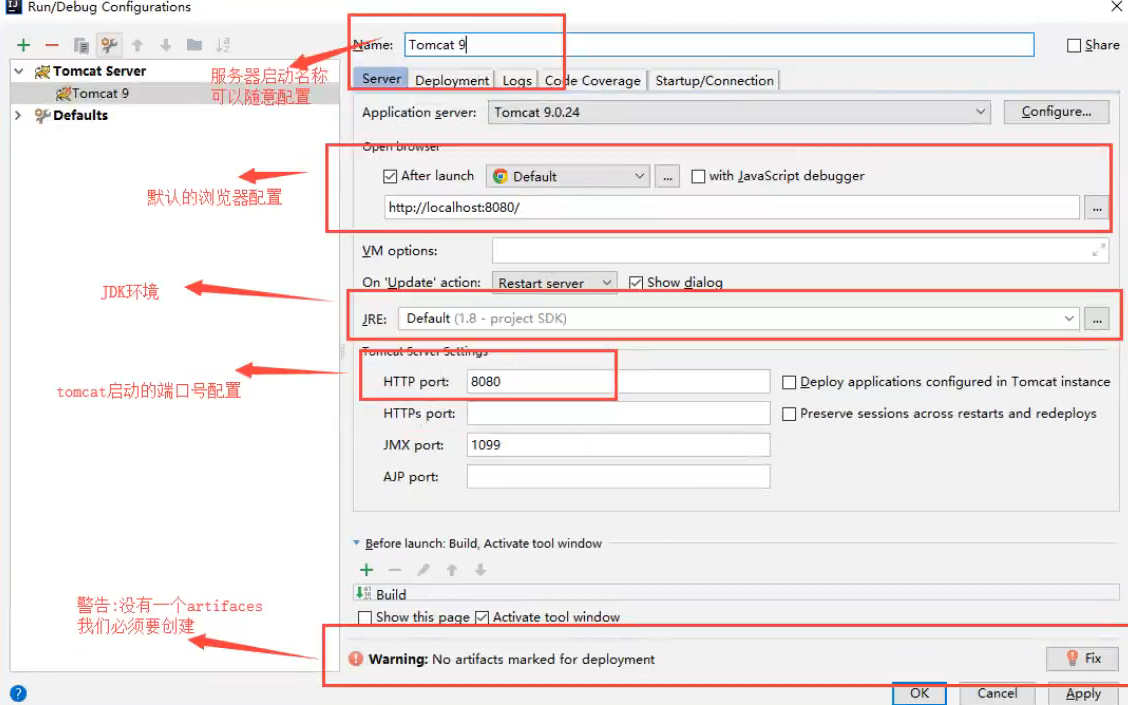 Run/Debug Configurations
Name: Tomcat 9
Share
Tomcat Server
Tomcat 9
Defaults
服务器启动名称
可以随意配置
Server Deployment Logs Code Coverage Startup/Connection
Application server: Tomcat 9.0.24 Configure...
Open browser
After launch Default ... with JavaScript debugger
http://localhost:8080/ ...
默认的浏览器配置
VM options:
On 'Update' action: Restart server Show dialog
JDK环境
JRE: Default (1.8 - project SDK) ...
Tomcat Server Settings
HTTP port: 8080 Deploy applications configured in Tomcat instance
tomcat启动的端口号配置
HTTPs port: Preserve sessions across restarts and redeploys
JMX port: 1099
AJP port:
Before launch: Build, Activate tool window
Build
Show this page Activate tool window
警告:没有一个artifaces
我们必须要创建
Warning: No artifacts marked for deployment Fix
? OK Cancel Apply